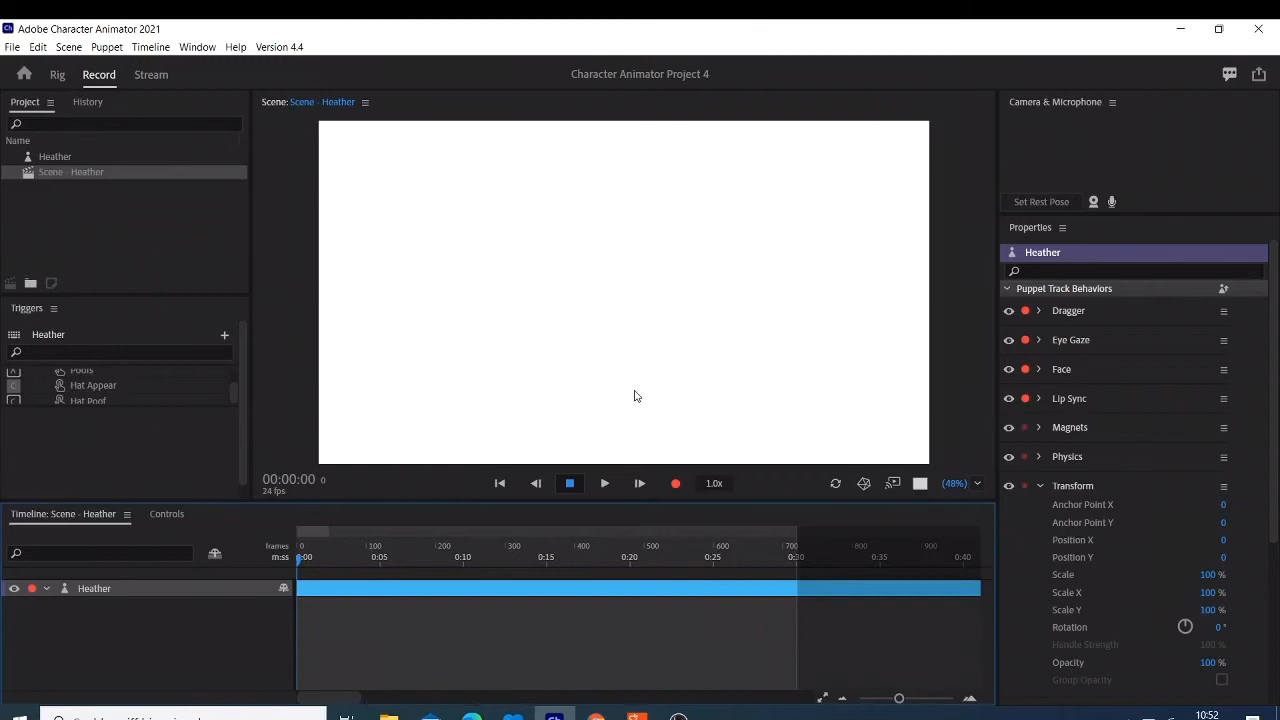 Adobe Character Animator 2021
File Edit Scene Puppet Timeline Window Help Version 4.4
Rig Record Stream Character Animator Project 4
Project History Scene: Scene - Heather Camera & Microphone
Name
Heather
Scene - Heather
Set Rest Pose
Properties
Heather
Puppet Track Behaviors
Triggers
Dragger
Heather
Eye Gaze
Face
A Poofs
C Hat Appear
Hat Poof
Lip Sync
Magnets
Physics
00:00:00 0
24 fps
1.0x
(48%)
Transform
Anchor Point X 0
Anchor Point Y 0
Position X 0
Position Y 0
Scale 100 %
Scale X 100 %
Scale Y 100 %
Rotation 0 °
Handle Strength 100 %
Opacity 100 %
Group Opacity
Timeline: Scene - Heather Controls
frames 0 100 200 300 400 500 600 700 800 900
m:ss 0:00 0:05 0:10 0:15 0:20 0:25 0:30 0:35 0:40
Heather
10:52